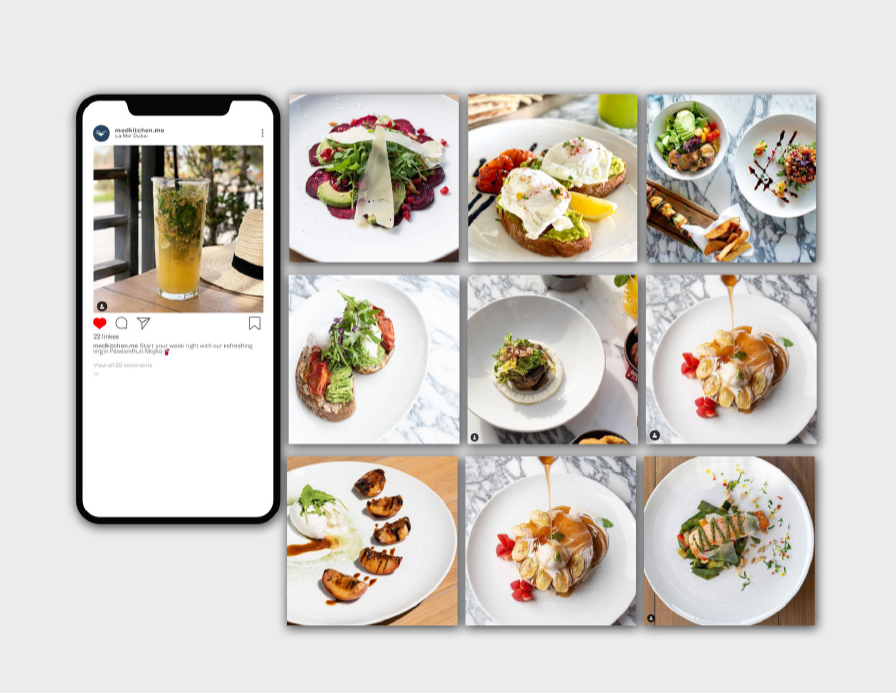 medkitchen.me
La Mer Dubai
22 linkes
medkitchen.me Start your week right with our refreshing
virgin Passionfruit Mojito
View all 25 comments